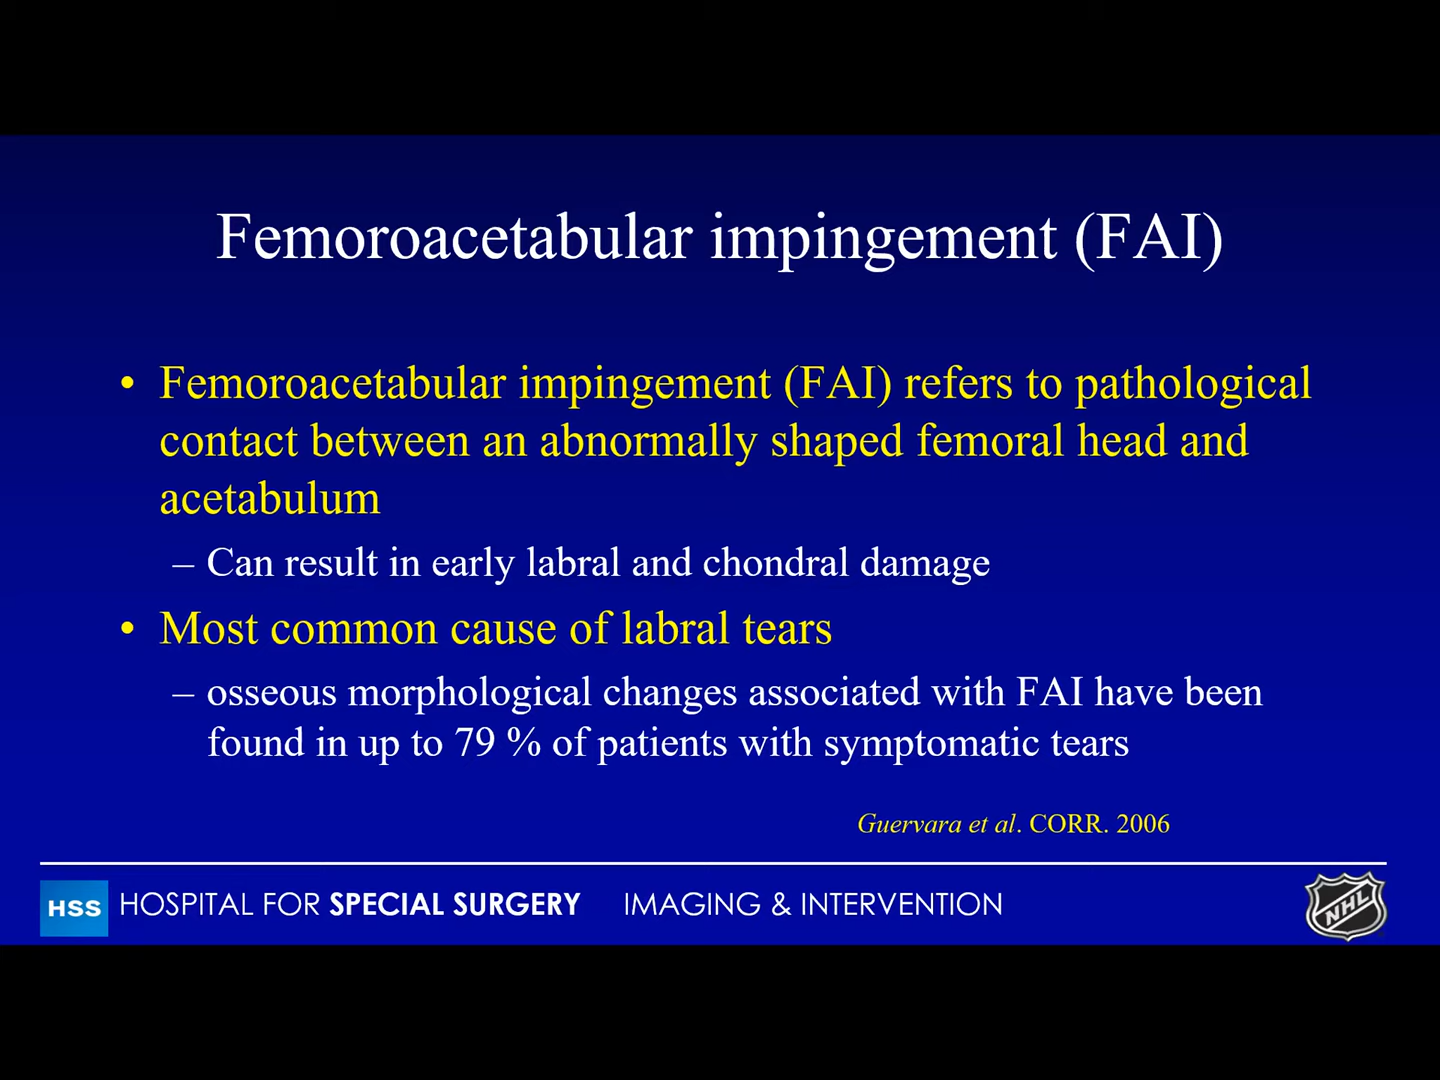 Femoroacetabular impingement (FAI)
• Femoroacetabular impingement (FAI) refers to pathological
contact between an abnormally shaped femoral head and
acetabulum
– Can result in early labral and chondral damage
• Most common cause of labral tears
– osseous morphological changes associated with FAI have been
found in up to 79 % of patients with symptomatic tears
Guervara et al. CORR. 2006
HSS HOSPITAL FOR SPECIAL SURGERY IMAGING & INTERVENTION
NHL